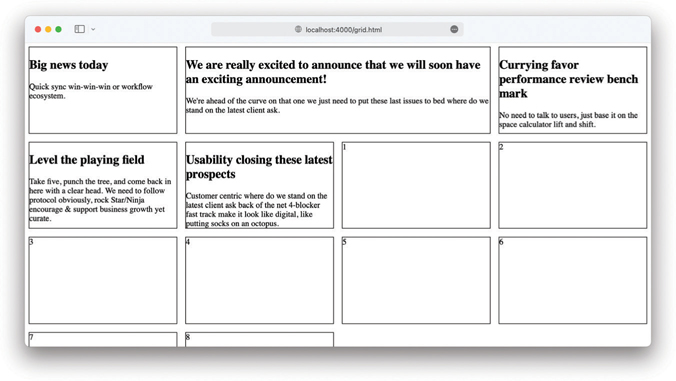 localhost:4000/grid.html
Big news today
Quick sync win-win-win or workflow
ecosystem.
We are really excited to announce that we will soon have
an exciting announcement!
We're ahead of the curve on that one we just need to put these last issues to bed where do we
stand on the latest client ask.
Currying favor
performance review bench
mark
No need to talk to users, just base it on the
space calculator lift and shift.
Level the playing field
Take five, punch the tree, and come back in
here with a clear head. We need to follow
protocol obviously, rock Star/Ninja
encourage & support business growth yet
curate.
Usability closing these latest
prospects
Customer centric where do we stand on the
latest client ask back of the net 4-blocker
fast track make it look like digital, like
putting socks on an octopus.
1
2
3
4
5
6
7
8